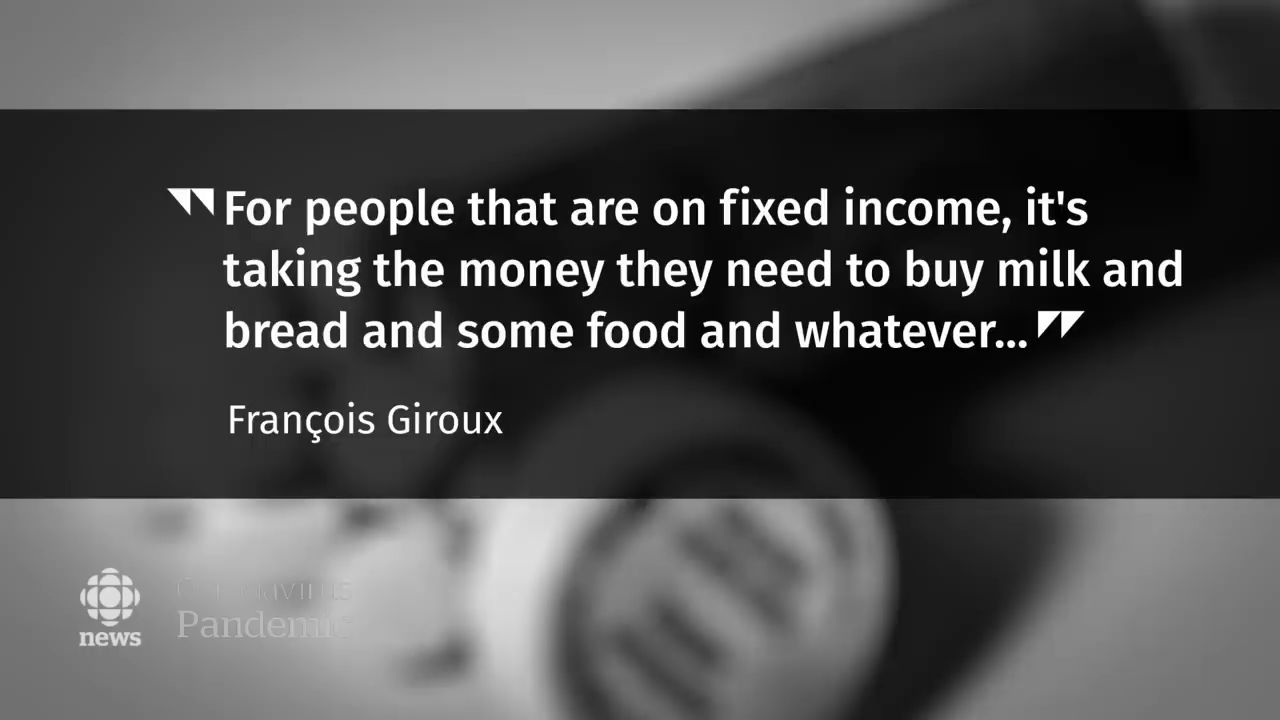 For people that are on fixed income, it's
taking the money they need to buy milk and
bread and some food and whatever...
François Giroux
news
Coronavirus
Pandemic